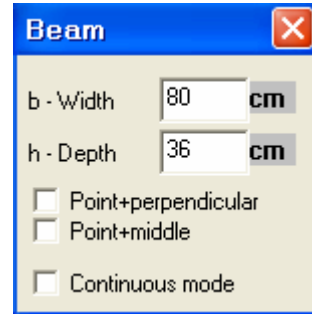 Beam
b - Width 80 cm
h - Depth 36 cm
Point+perpendicular
Point+middle
Continuous mode